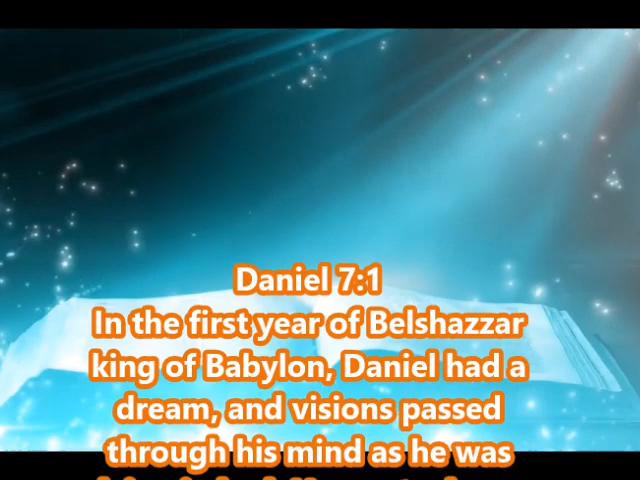 Daniel 7:1
In the first year of Belshazzar
king of Babylon, Daniel had a
dream, and visions passed
through his mind as he was